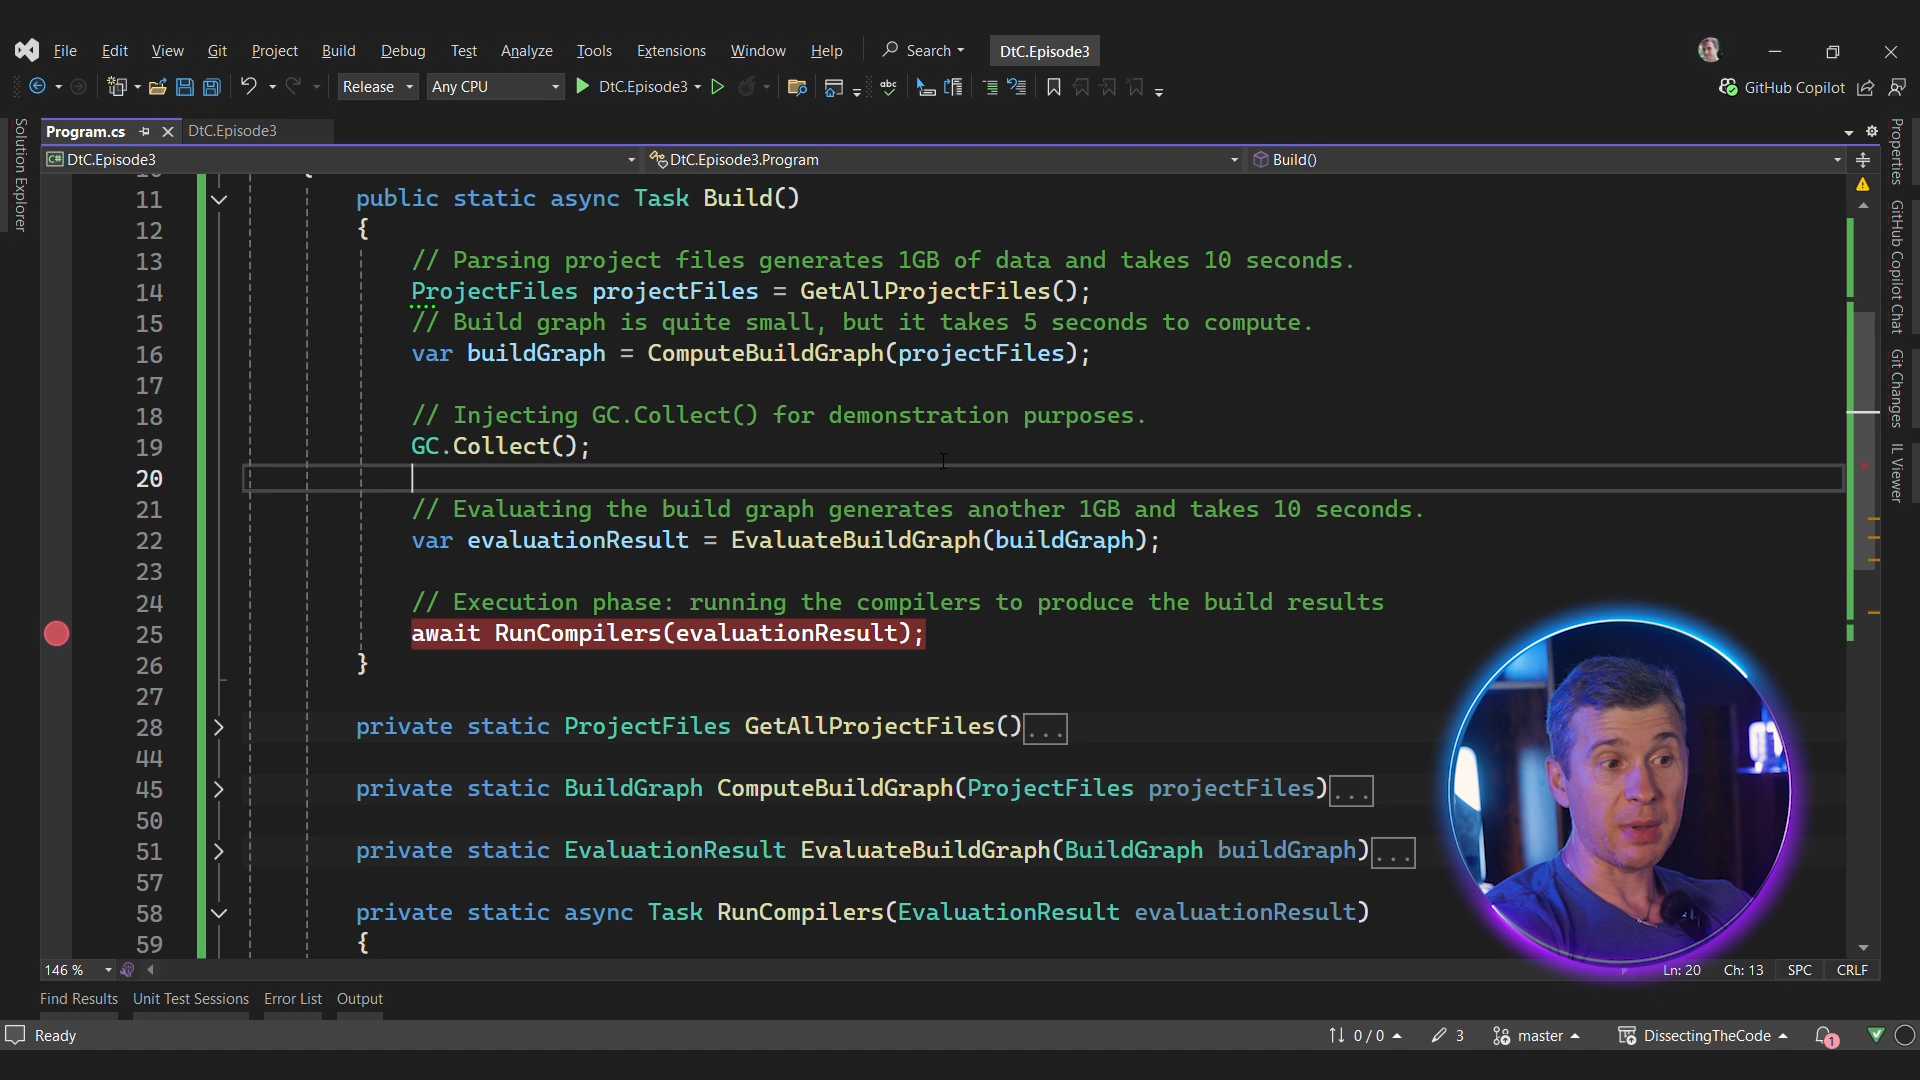 File Edit View Git Project Build Debug Test Analyze Tools Extensions Window Help Search DtC.Episode3
Release Any CPU DtC.Episode3 GitHub Copilot
Program.cs DtC.Episode3
DtC.Episode3 DtC.Episode3.Program Build()
Solution Explorer
Properties
GitHub Copilot Chat
Git Changes
IL Viewer
11 public static async Task Build()
12 {
13 // Parsing project files generates 1GB of data and takes 10 seconds.
14 ProjectFiles projectFiles = GetAllProjectFiles();
15 // Build graph is quite small, but it takes 5 seconds to compute.
16 var buildGraph = ComputeBuildGraph(projectFiles);
17
18 // Injecting GC.Collect() for demonstration purposes.
19 GC.Collect();
20
21 // Evaluating the build graph generates another 1GB and takes 10 seconds.
22 var evaluationResult = EvaluateBuildGraph(buildGraph);
23
24 // Execution phase: running the compilers to produce the build results
25 await RunCompilers(evaluationResult);
26 }
27
28 private static ProjectFiles GetAllProjectFiles()...
44
45 private static BuildGraph ComputeBuildGraph(ProjectFiles projectFiles)...
50
51 private static EvaluationResult EvaluateBuildGraph(BuildGraph buildGraph)...
57
58 private static async Task RunCompilers(EvaluationResult evaluationResult)
59 {
146 % Ln: 20 Ch: 13 SPC CRLF
Find Results Unit Test Sessions Error List Output
Ready 0 / 0 3 master DissectingTheCode 1